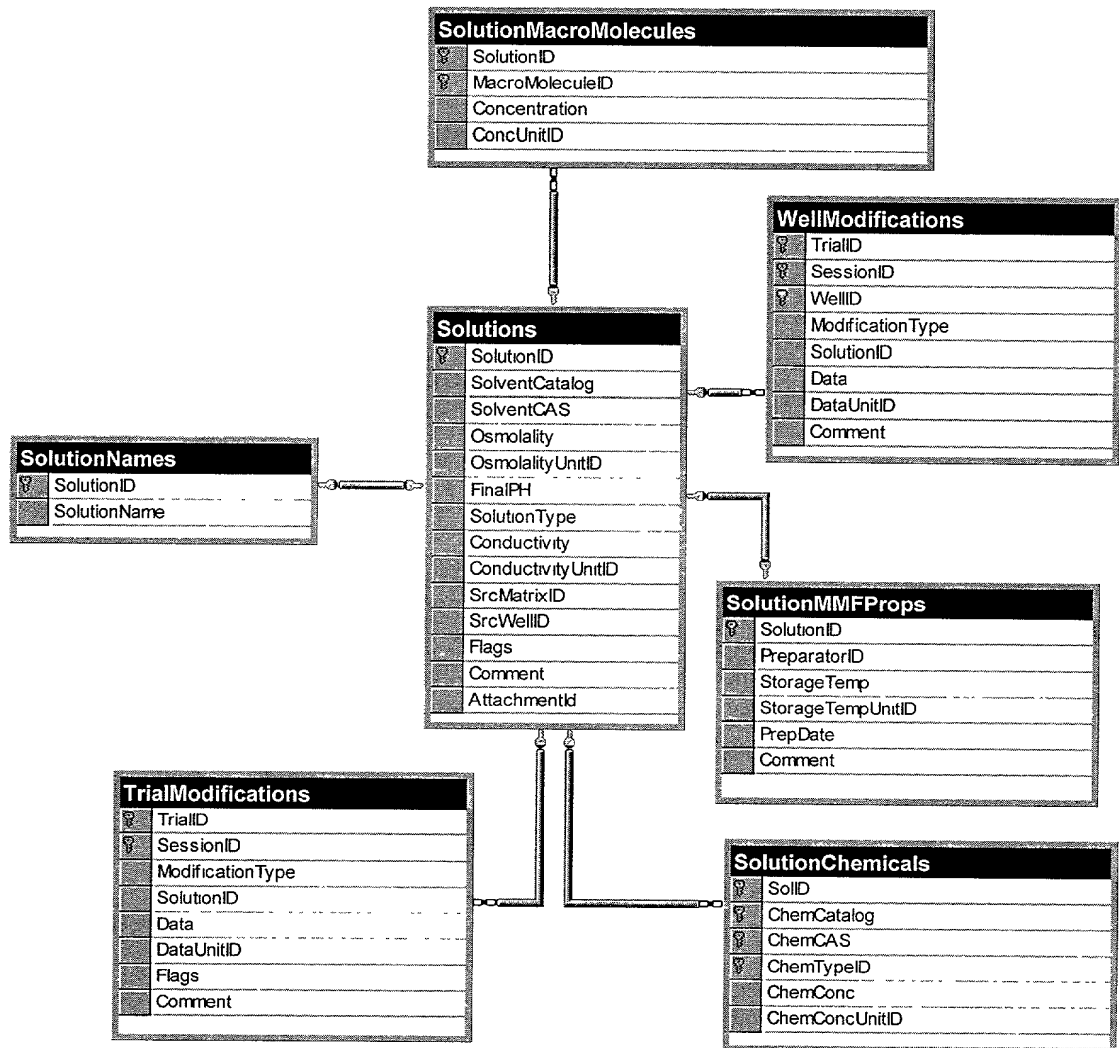 SolutionMacroMolecules
SolutionID
MacroMoleculeID
Concentration
ConcUnitID
WellModifications
TrialID
SessionID
WellID
ModificationType
SolutionID
Data
DataUnitID
Comment
Solutions
SolutionID
SolventCatalog
SolventCAS
Osmolality
OsmolalityUnitID
FinalPH
SolutionType
Conductivity
ConductivityUnitID
SrcMatrixID
SrcWellID
Flags
Comment
AttachmentId
SolutionNames
SolutionID
SolutionName
SolutionMMFProps
SolutionID
PreparatorID
StorageTemp
StorageTempUnitID
PrepDate
Comment
TrialModifications
TrialID
SessionID
ModificationType
SolutionID
Data
DataUnitID
Flags
Comment
SolutionChemicals
SolID
ChemCatalog
ChemCAS
ChemTypeID
ChemConc
ChemConcUnitID